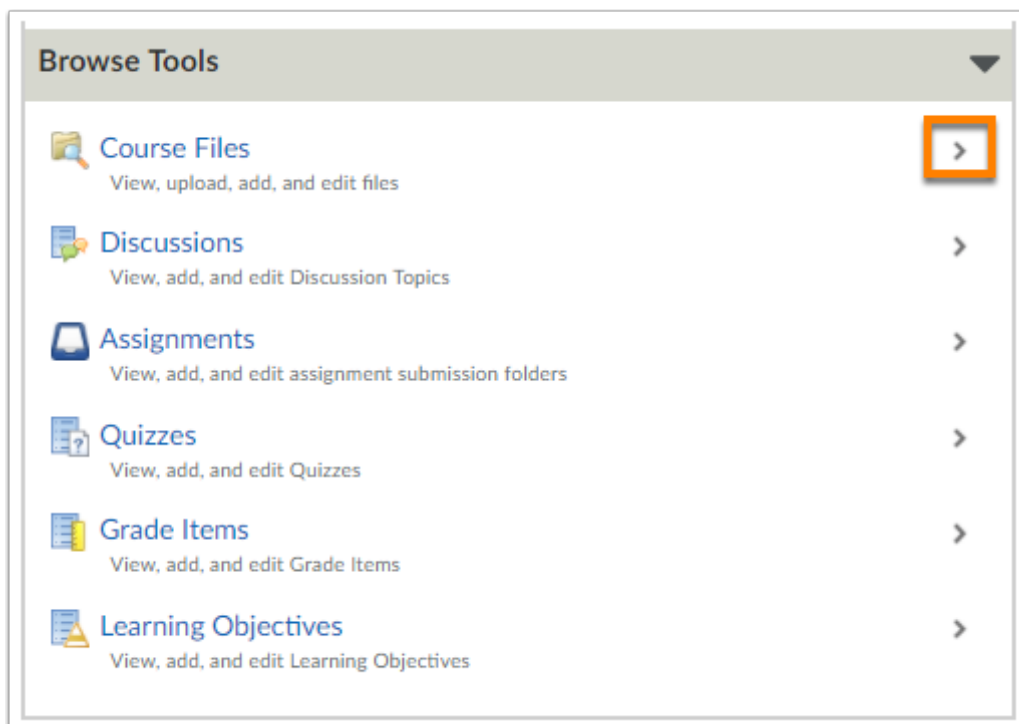 Browse Tools
Course Files
View, upload, add, and edit files
Discussions
View, add, and edit Discussion Topics
Assignments
View, add, and edit assignment submission folders
Quizzes
View, add, and edit Quizzes
Grade Items
View, add, and edit Grade Items
Learning Objectives
View, add, and edit Learning Objectives